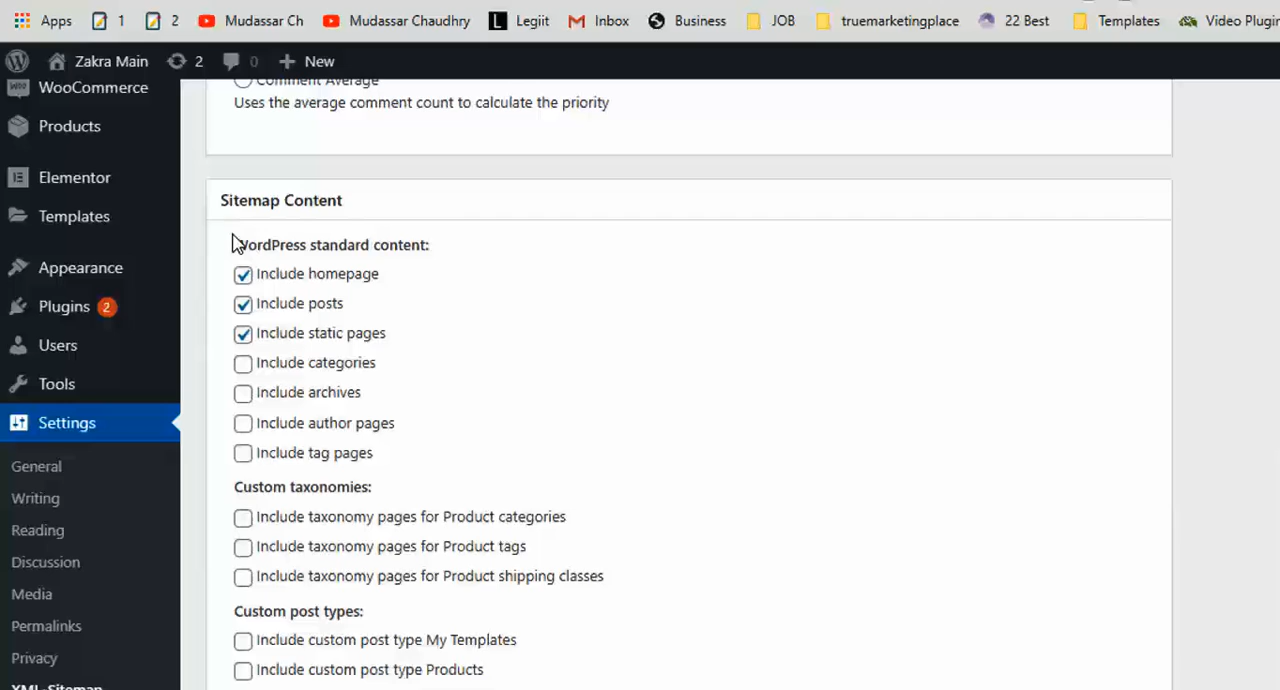 Apps 1 2 Mudassar Ch Mudassar Chaudhry Legiit Inbox Business JOB truemarketingplace 22 Best Templates Video Plugin
Zakra Main 2 0 New
WooCommerce
Products
Elementor
Templates
Appearance
Plugins 2
Users
Tools
Settings
General
Writing
Reading
Discussion
Media
Permalinks
Privacy
XML-Sitemap
Comment Average
Uses the average comment count to calculate the priority
Sitemap Content
WordPress standard content:
Include homepage
Include posts
Include static pages
Include categories
Include archives
Include author pages
Include tag pages
Custom taxonomies:
Include taxonomy pages for Product categories
Include taxonomy pages for Product tags
Include taxonomy pages for Product shipping classes
Custom post types:
Include custom post type My Templates
Include custom post type Products